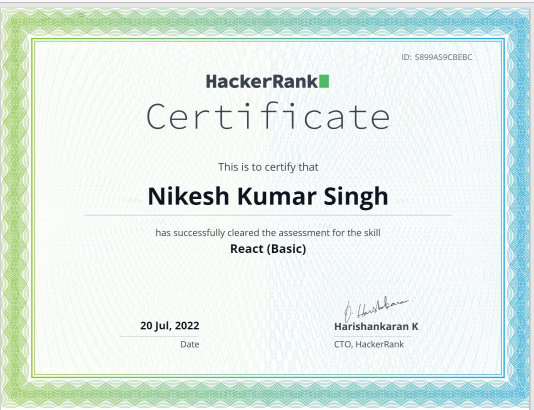 ID: 5899A59CBEBC
HackerRank
Certificate
This is to certify that
Nikesh Kumar Singh
has successfully cleared the assessment for the skill
React (Basic)
20 Jul, 2022
Date
Harishankaran K
CTO, HackerRank